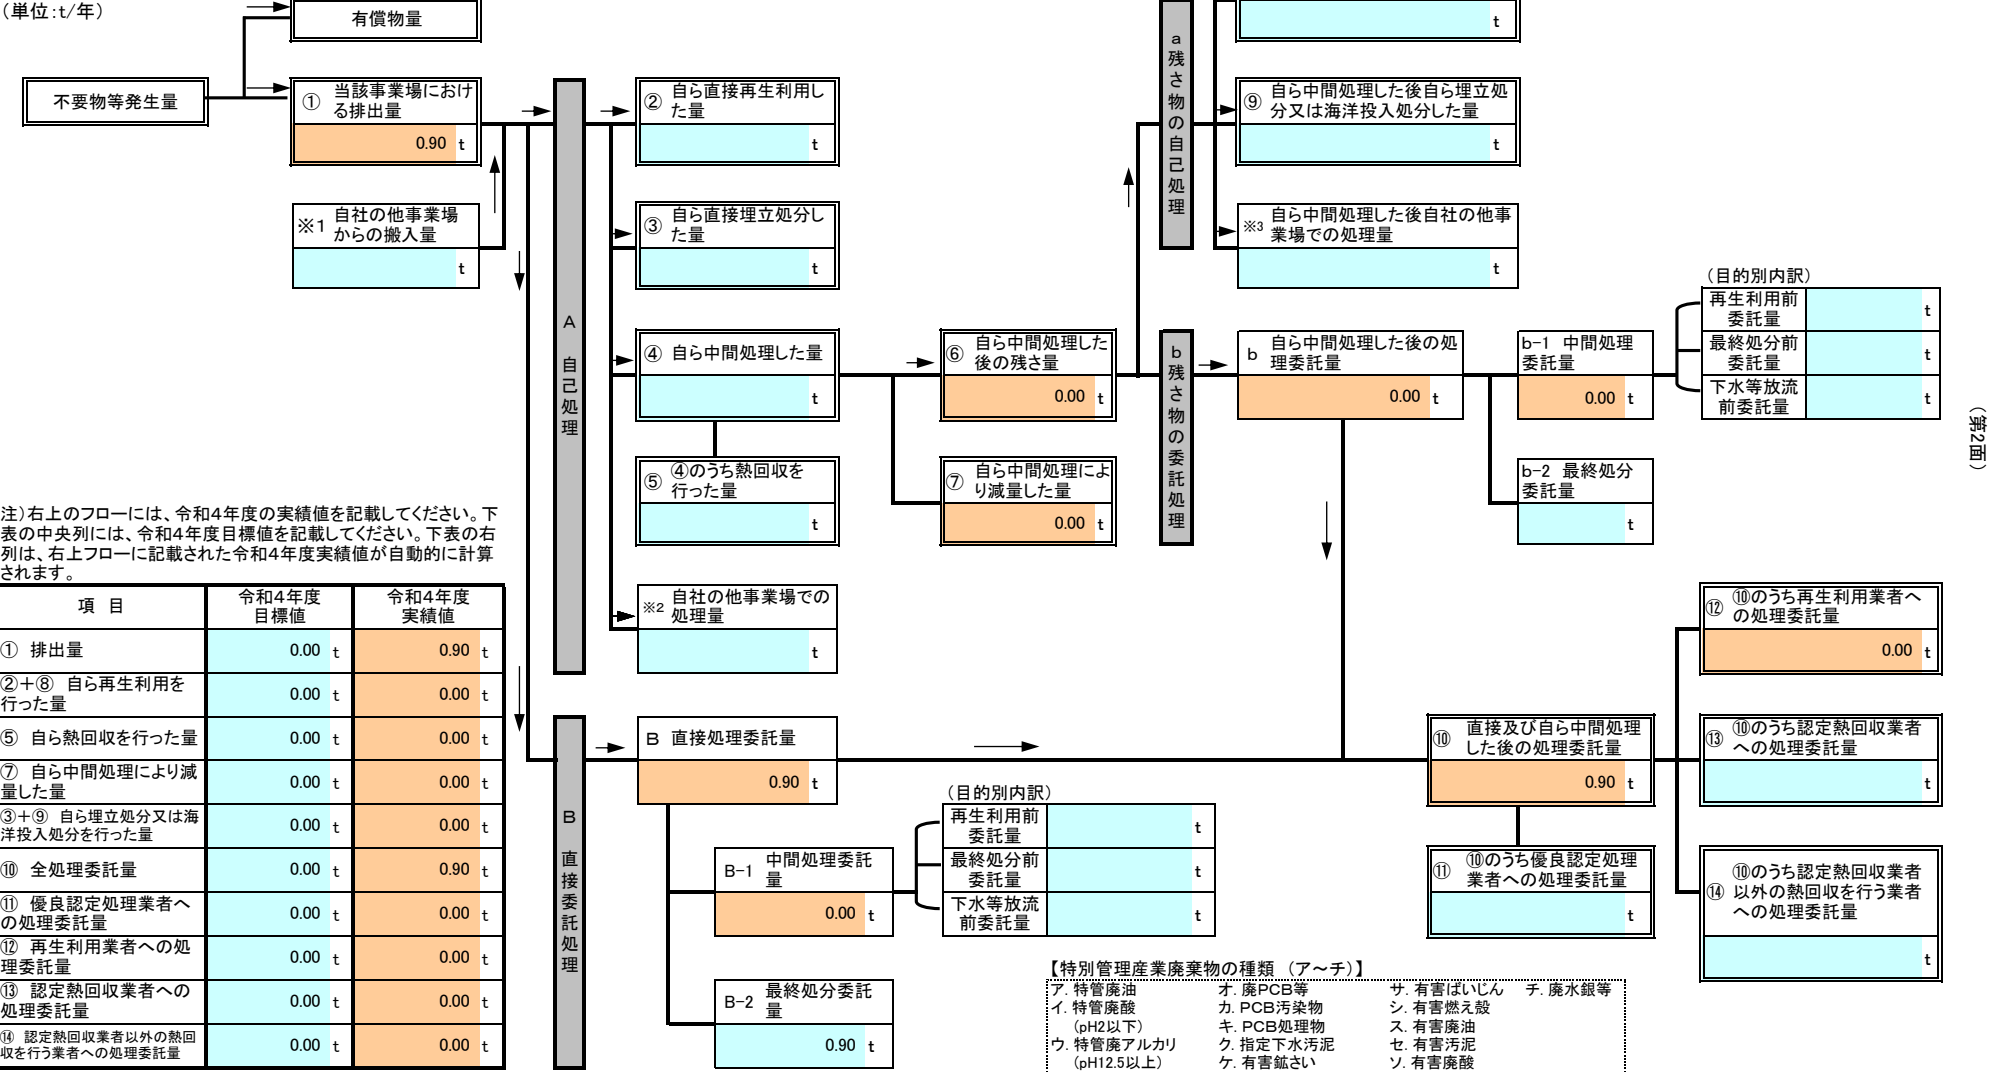 （単位：t/年）
有償物量
不要物等発生量
① 当該事業場におけ
る排出量
0.90 t
※1 自社の他事業場
からの搬入量
t
A 自己処理
② 自ら直接再生利用し
た量
t
③ 自ら直接埋立処分し
た量
t
④ 自ら中間処理した量
t
⑤ ④のうち熱回収を
行った量
t
※2 自社の他事業場での
処理量
t
⑥ 自ら中間処理した
後の残さ量
0.00 t
⑦ 自ら中間処理によ
り減量した量
0.00 t
a 残さ物の自己処理
t
⑨ 自ら中間処理した後自ら埋立処
分又は海洋投入処分した量
t
※3 自ら中間処理した後自社の他事
業場での処理量
t
b 残さ物の委託処理
b 自ら中間処理した後の処
理委託量
0.00 t
b-1 中間処理
委託量
0.00 t
b-2 最終処分
委託量
t
（目的別内訳）
再生利用前
委託量
t
最終処分前
委託量
t
下水等放流
前委託量
t
（第2面）
注）右上のフローには、令和4年度の実績値を記載してください。下
表の中央列には、令和4年度目標値を記載してください。下表の右
列は、右上フローに記載された令和4年度実績値が自動的に計算
されます。
項 目
令和4年度
目標値
令和4年度
実績値
① 排出量 0.00 t 0.90 t
②＋⑧ 自ら再生利用を
行った量 0.00 t 0.00 t
⑤ 自ら熱回収を行った量 0.00 t 0.00 t
⑦ 自ら中間処理により減
量した量 0.00 t 0.00 t
③＋⑨ 自ら埋立処分又は海
洋投入処分を行った量 0.00 t 0.00 t
⑩ 全処理委託量 0.00 t 0.90 t
⑪ 優良認定処理業者へ
の処理委託量 0.00 t 0.00 t
⑫ 再生利用業者への処
理委託量 0.00 t 0.00 t
⑬ 認定熱回収業者への
処理委託量 0.00 t 0.00 t
⑭ 認定熱回収業者以外の熱回
収を行う業者への処理委託量 0.00 t 0.00 t
B 直接委託処理
B 直接処理委託量
0.90 t
B-1 中間処理委託
量
0.00 t
B-2 最終処分委託
量
0.90 t
（目的別内訳）
再生利用前
委託量
t
最終処分前
委託量
t
下水等放流
前委託量
t
⑩ 直接及び自ら中間処理
した後の処理委託量
0.90 t
⑪ ⑩のうち優良認定処理
業者への処理委託量
t
⑫ ⑩のうち再生利用業者へ
の処理委託量
0.00 t
⑬ ⑩のうち認定熱回収業者
への処理委託量
t
⑭ ⑩のうち認定熱回収業者
以外の熱回収を行う業者
への処理委託量
t
【特別管理産業廃棄物の種類 （ア～チ）】
ア. 特管廃油 オ. 廃PCB等 サ. 有害ばいじん チ. 廃水銀等
イ. 特管廃酸 カ. PCB汚染物 シ. 有害燃え殻
（pH2以下） キ. PCB処理物 ス. 有害廃油
ウ. 特管廃アルカリ ク. 指定下水汚泥 セ. 有害汚泥
（pH12.5以上） ケ. 有害鉱さい ソ. 有害廃酸